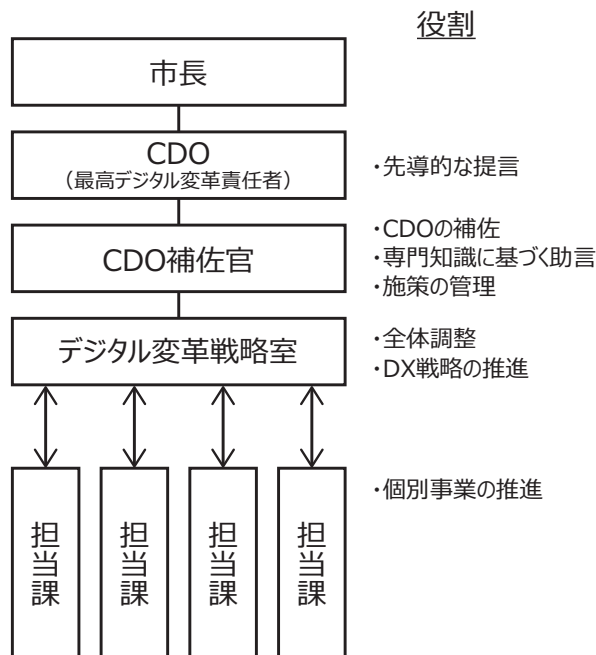 役割
市長
CDO
（最高デジタル変革責任者）
・先導的な提言
CDO補佐官
・CDOの補佐
・専門知識に基づく助言
・施策の管理
デジタル変革戦略室
・全体調整
・DX戦略の推進
担当課
担当課
担当課
担当課
・個別事業の推進